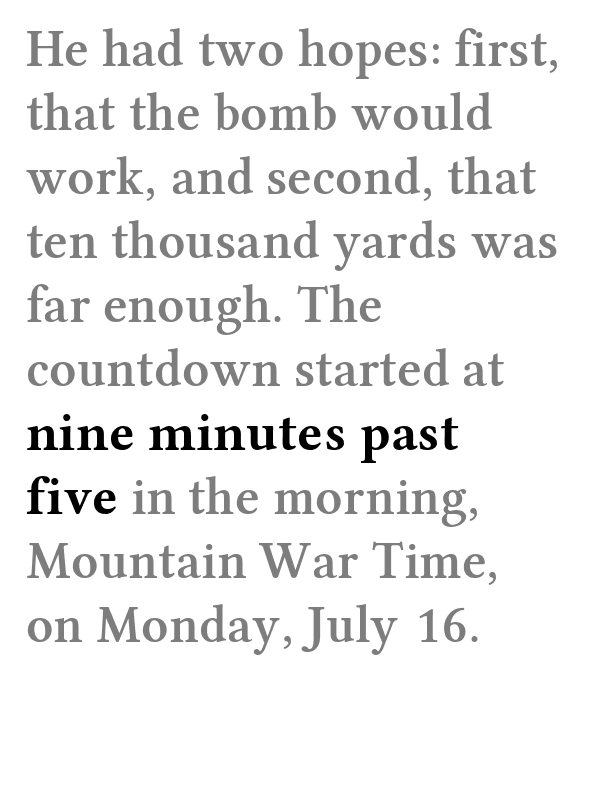 He had two hopes: first,
that the bomb would
work, and second, that
ten thousand yards was
far enough. The
countdown started at
nine minutes past
five in the morning,
Mountain War Time,
on Monday, July 16.